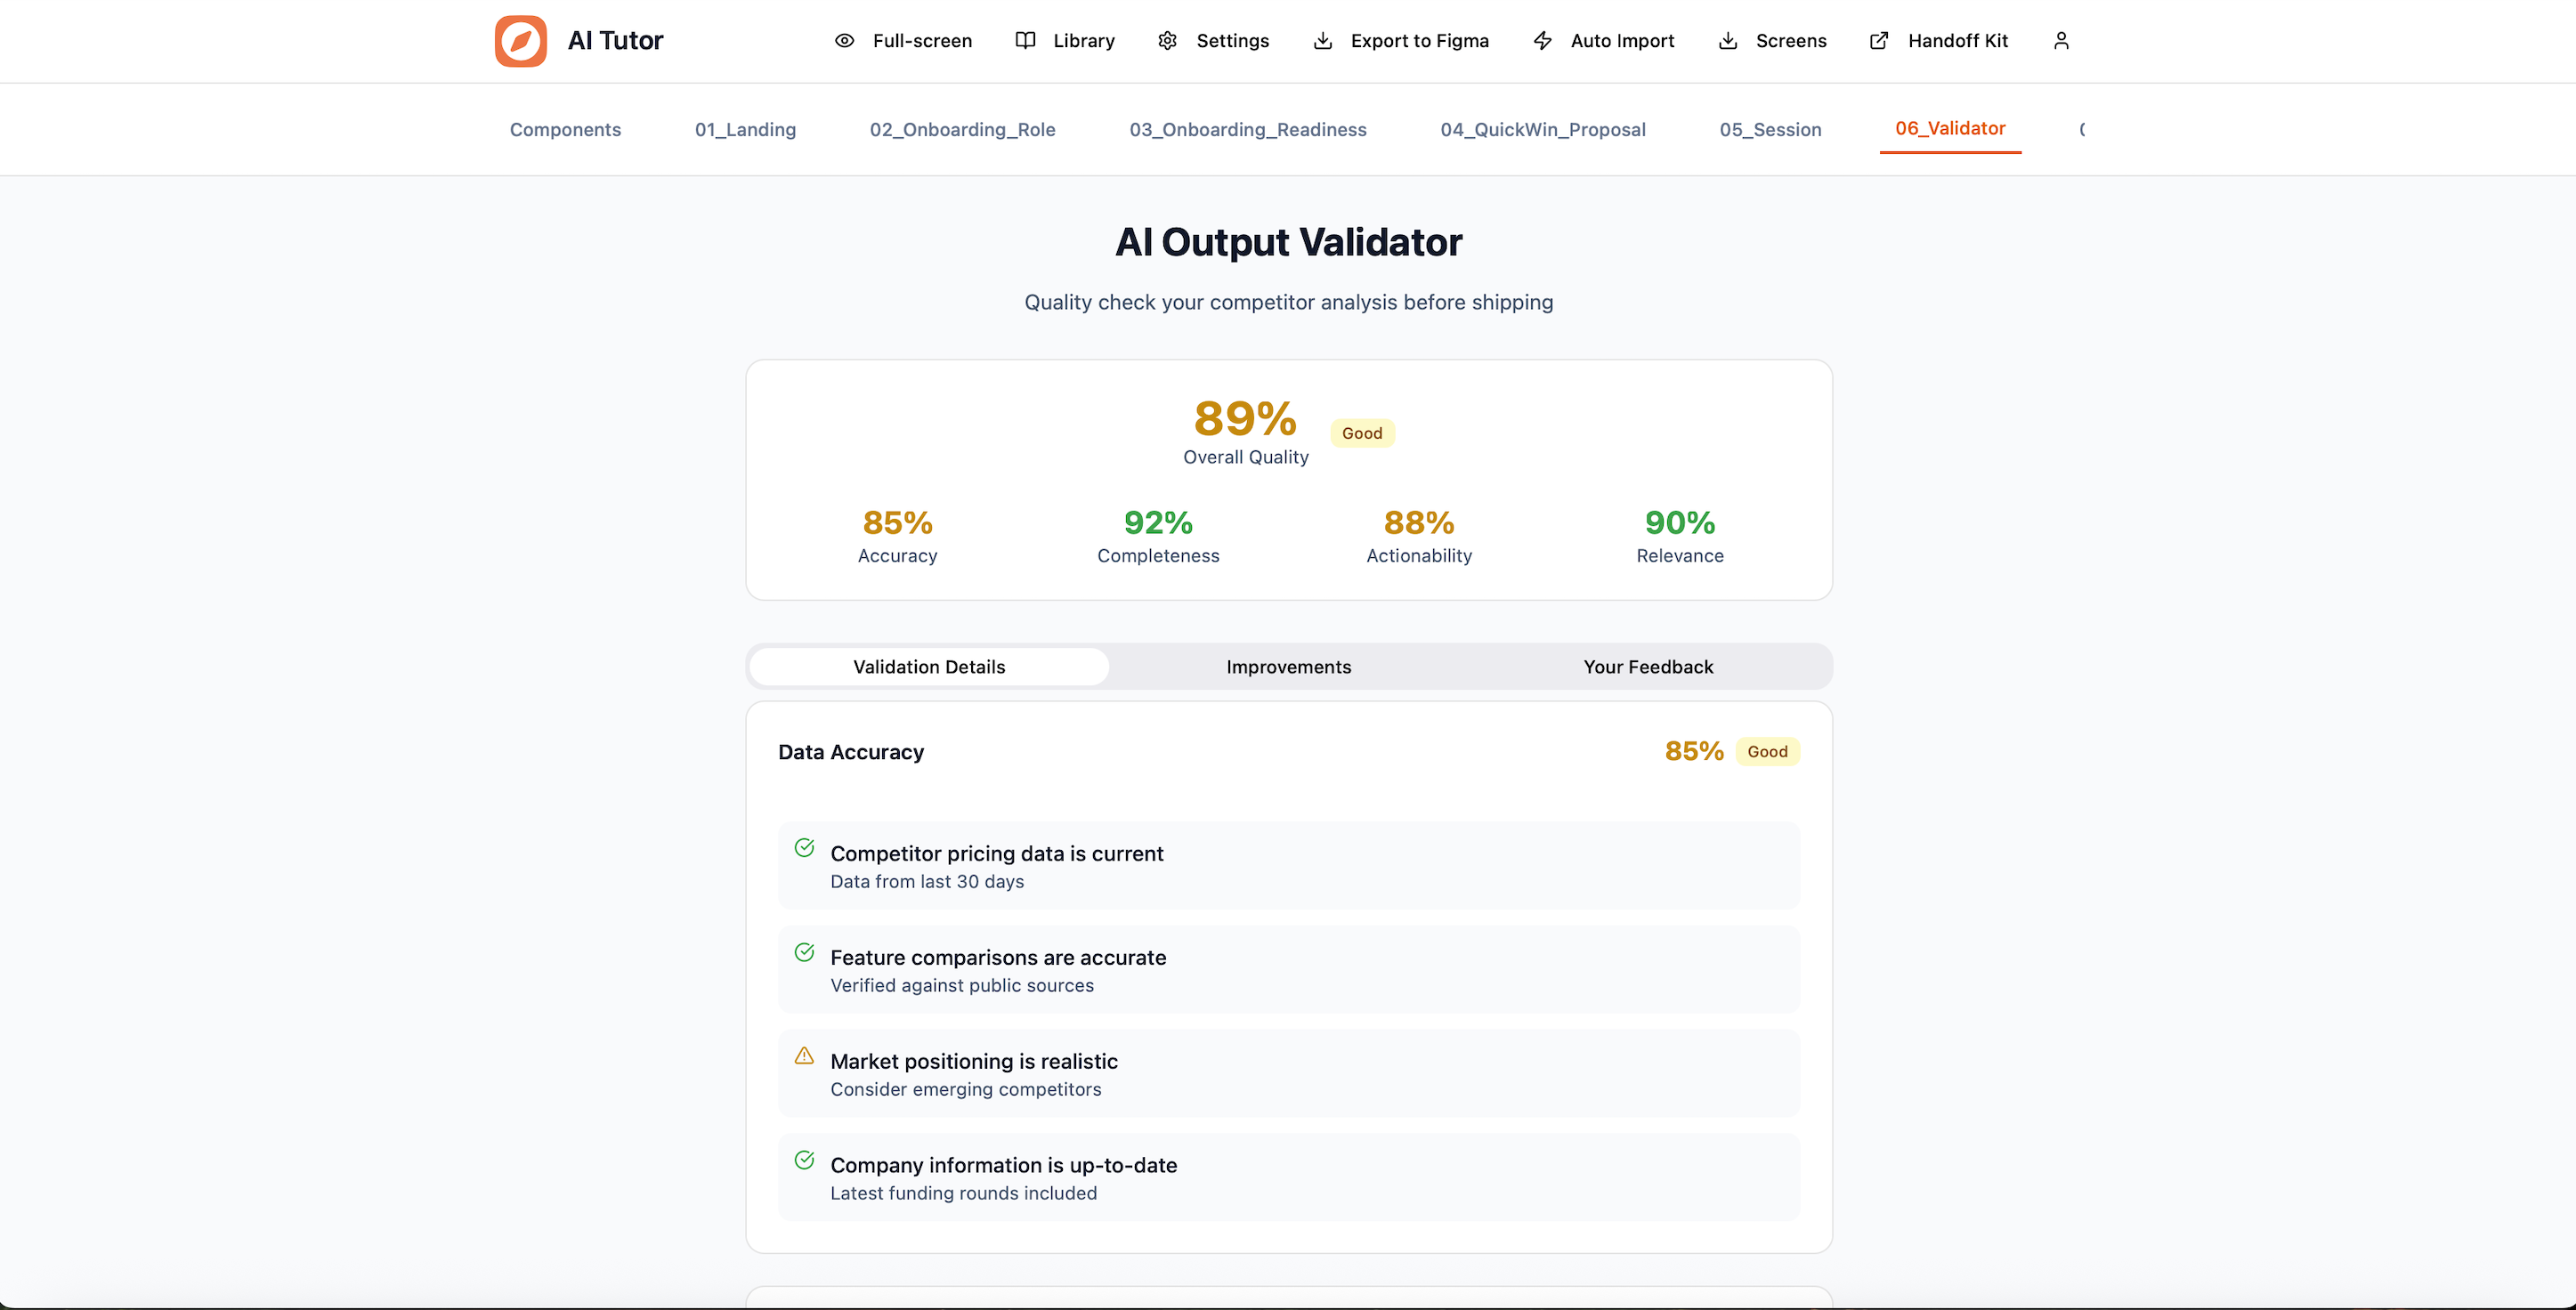 AI Tutor
Full-screen
Library
Settings
Export to Figma
Auto Import
Screens
Handoff Kit
Components
01_Landing
02_Onboarding_Role
03_Onboarding_Readiness
04_QuickWin_Proposal
05_Session
06_Validator
AI Output Validator
Quality check your competitor analysis before shipping
89%
Good
Overall Quality
85%
92%
88%
90%
Accuracy
Completeness
Actionability
Relevance
Validation Details
Improvements
Your Feedback
Data Accuracy
85%
Good
Competitor pricing data is current
Data from last 30 days
Feature comparisons are accurate
Verified against public sources
Market positioning is realistic
Consider emerging competitors
Company information is up-to-date
Latest funding rounds included